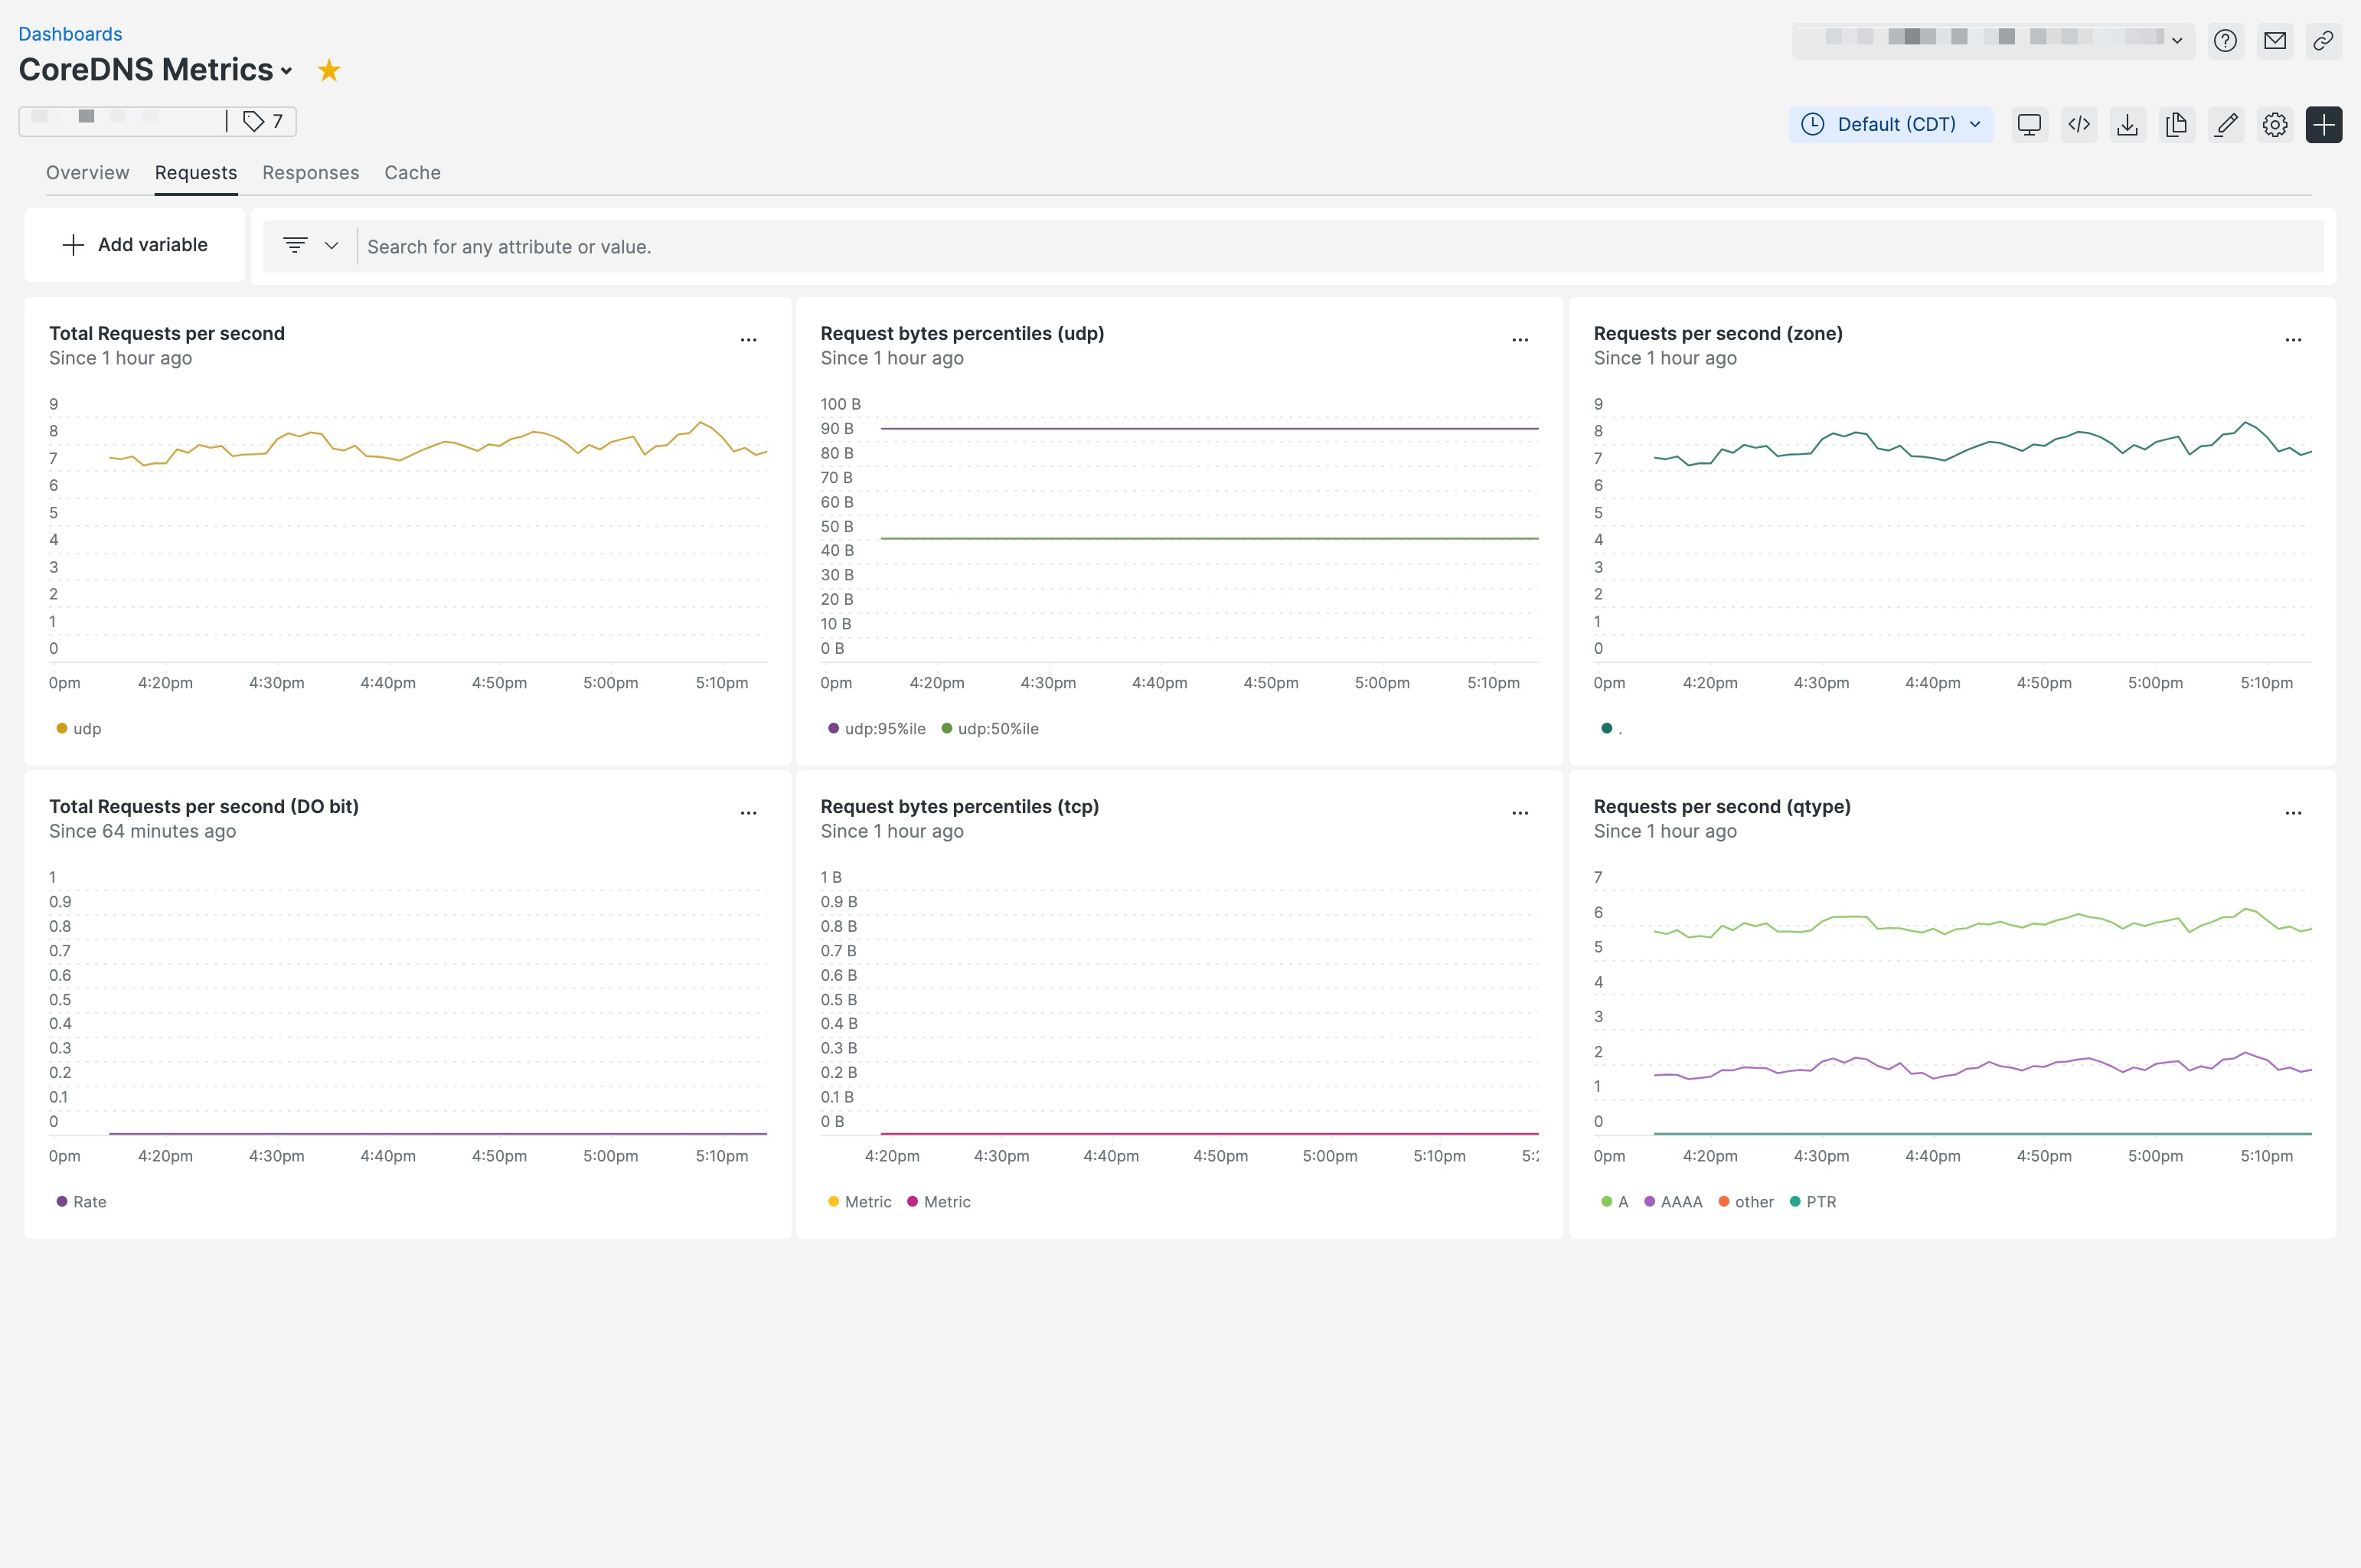 Dashboards
CoreDNS Metrics
7
Default (CDT)
Overview Requests Responses Cache
Add variable
Search for any attribute or value.
Total Requests per second
Since 1 hour ago
9
8
7
6
5
4
3
2
1
0
0pm 4:20pm 4:30pm 4:40pm 4:50pm 5:00pm 5:10pm
udp
Request bytes percentiles (udp)
Since 1 hour ago
100 B
90 B
80 B
70 B
60 B
50 B
40 B
30 B
20 B
10 B
0 B
0pm 4:20pm 4:30pm 4:40pm 4:50pm 5:00pm 5:10pm
udp:95%ile udp:50%ile
Requests per second (zone)
Since 1 hour ago
9
8
7
6
5
4
3
2
1
0
0pm 4:20pm 4:30pm 4:40pm 4:50pm 5:00pm 5:10pm
.
Total Requests per second (DO bit)
Since 64 minutes ago
1
0.9
0.8
0.7
0.6
0.5
0.4
0.3
0.2
0.1
0
0pm 4:20pm 4:30pm 4:40pm 4:50pm 5:00pm 5:10pm
Rate
Request bytes percentiles (tcp)
Since 1 hour ago
1 B
0.9 B
0.8 B
0.7 B
0.6 B
0.5 B
0.4 B
0.3 B
0.2 B
0.1 B
0 B
4:20pm 4:30pm 4:40pm 4:50pm 5:00pm 5:10pm
Metric Metric
Requests per second (qtype)
Since 1 hour ago
7
6
5
4
3
2
1
0
0pm 4:20pm 4:30pm 4:40pm 4:50pm 5:00pm 5:10pm
A AAAA other PTR